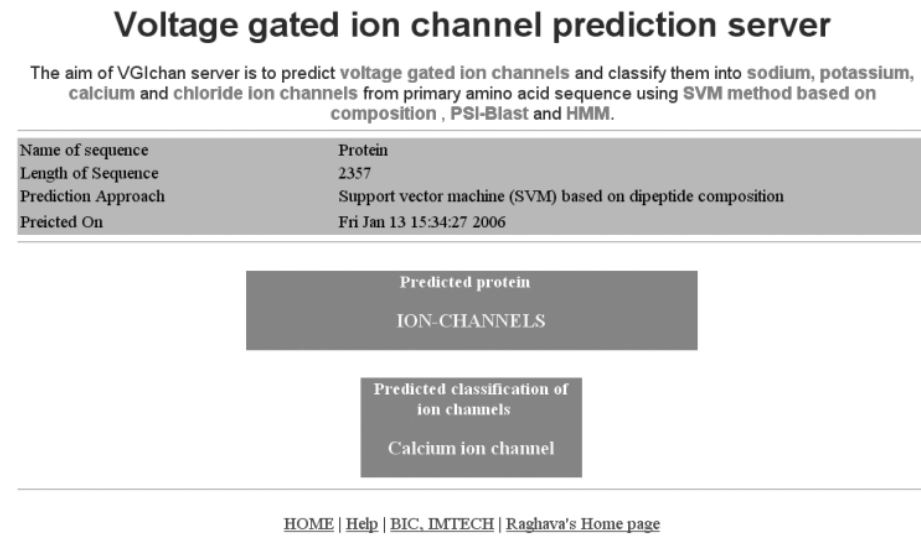 Voltage gated ion channel prediction server
The aim of VGIchan server is to predict voltage gated ion channels and classify them into sodium, potassium,
calcium and chloride ion channels from primary amino acid sequence using SVM method based on
composition , PSI-Blast and HMM.
Name of sequence Protein
Length of Sequence 2357
Prediction Approach Support vector machine (SVM) based on dipeptide composition
Preicted On Fri Jan 13 15:34:27 2006
Predicted protein
ION-CHANNELS
Predicted classification of
ion channels
Calcium ion channel
HOME | Help | BIC, IMTECH | Raghava's Home page